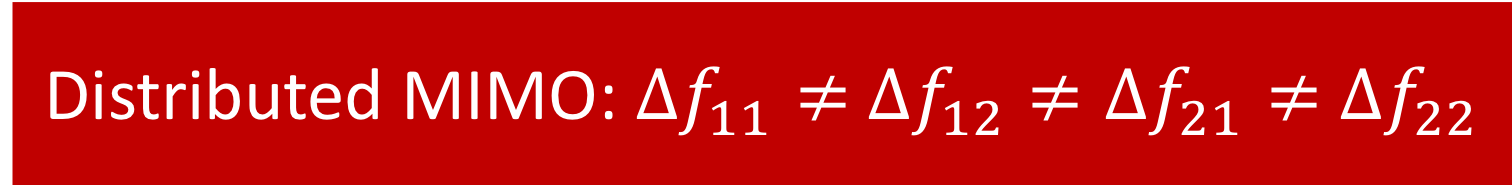 Distributed MIMO: Δf₁₁ ≠ Δf₁₂ ≠ Δf₂₁ ≠ Δf₂₂